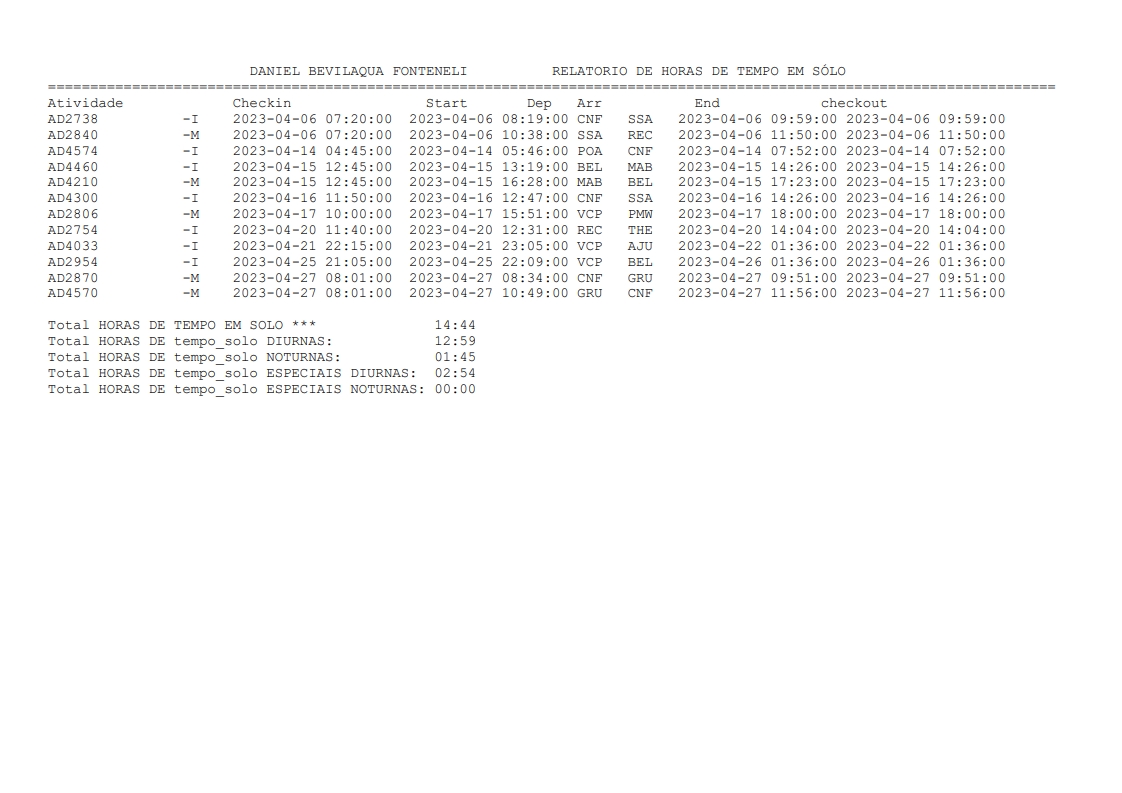 DANIEL BEVILAQUA FONTENELI          RELATORIO DE HORAS DE TEMPO EM SÓLO
========================================================================================================================
Atividade             Checkin                Start       Dep   Arr           End            checkout
AD2738          -I    2023-04-06 07:20:00  2023-04-06 08:19:00 CNF   SSA   2023-04-06 09:59:00 2023-04-06 09:59:00
AD2840          -M    2023-04-06 07:20:00  2023-04-06 10:38:00 SSA   REC   2023-04-06 11:50:00 2023-04-06 11:50:00
AD4574          -I    2023-04-14 04:45:00  2023-04-14 05:46:00 POA   CNF   2023-04-14 07:52:00 2023-04-14 07:52:00
AD4460          -I    2023-04-15 12:45:00  2023-04-15 13:19:00 BEL   MAB   2023-04-15 14:26:00 2023-04-15 14:26:00
AD4210          -M    2023-04-15 12:45:00  2023-04-15 16:28:00 MAB   BEL   2023-04-15 17:23:00 2023-04-15 17:23:00
AD4300          -I    2023-04-16 11:50:00  2023-04-16 12:47:00 CNF   SSA   2023-04-16 14:26:00 2023-04-16 14:26:00
AD2806          -M    2023-04-17 10:00:00  2023-04-17 15:51:00 VCP   PMW   2023-04-17 18:00:00 2023-04-17 18:00:00
AD2754          -I    2023-04-20 11:40:00  2023-04-20 12:31:00 REC   THE   2023-04-20 14:04:00 2023-04-20 14:04:00
AD4033          -I    2023-04-21 22:15:00  2023-04-21 23:05:00 VCP   AJU   2023-04-22 01:36:00 2023-04-22 01:36:00
AD2954          -I    2023-04-25 21:05:00  2023-04-25 22:09:00 VCP   BEL   2023-04-26 01:36:00 2023-04-26 01:36:00
AD2870          -M    2023-04-27 08:01:00  2023-04-27 08:34:00 CNF   GRU   2023-04-27 09:51:00 2023-04-27 09:51:00
AD4570          -M    2023-04-27 08:01:00  2023-04-27 10:49:00 GRU   CNF   2023-04-27 11:56:00 2023-04-27 11:56:00
Total HORAS DE TEMPO EM SOLO ***              14:44
Total HORAS DE tempo_solo DIURNAS:            12:59
Total HORAS DE tempo_solo NOTURNAS:           01:45
Total HORAS DE tempo_solo ESPECIAIS DIURNAS:  02:54
Total HORAS DE tempo_solo ESPECIAIS NOTURNAS: 00:00